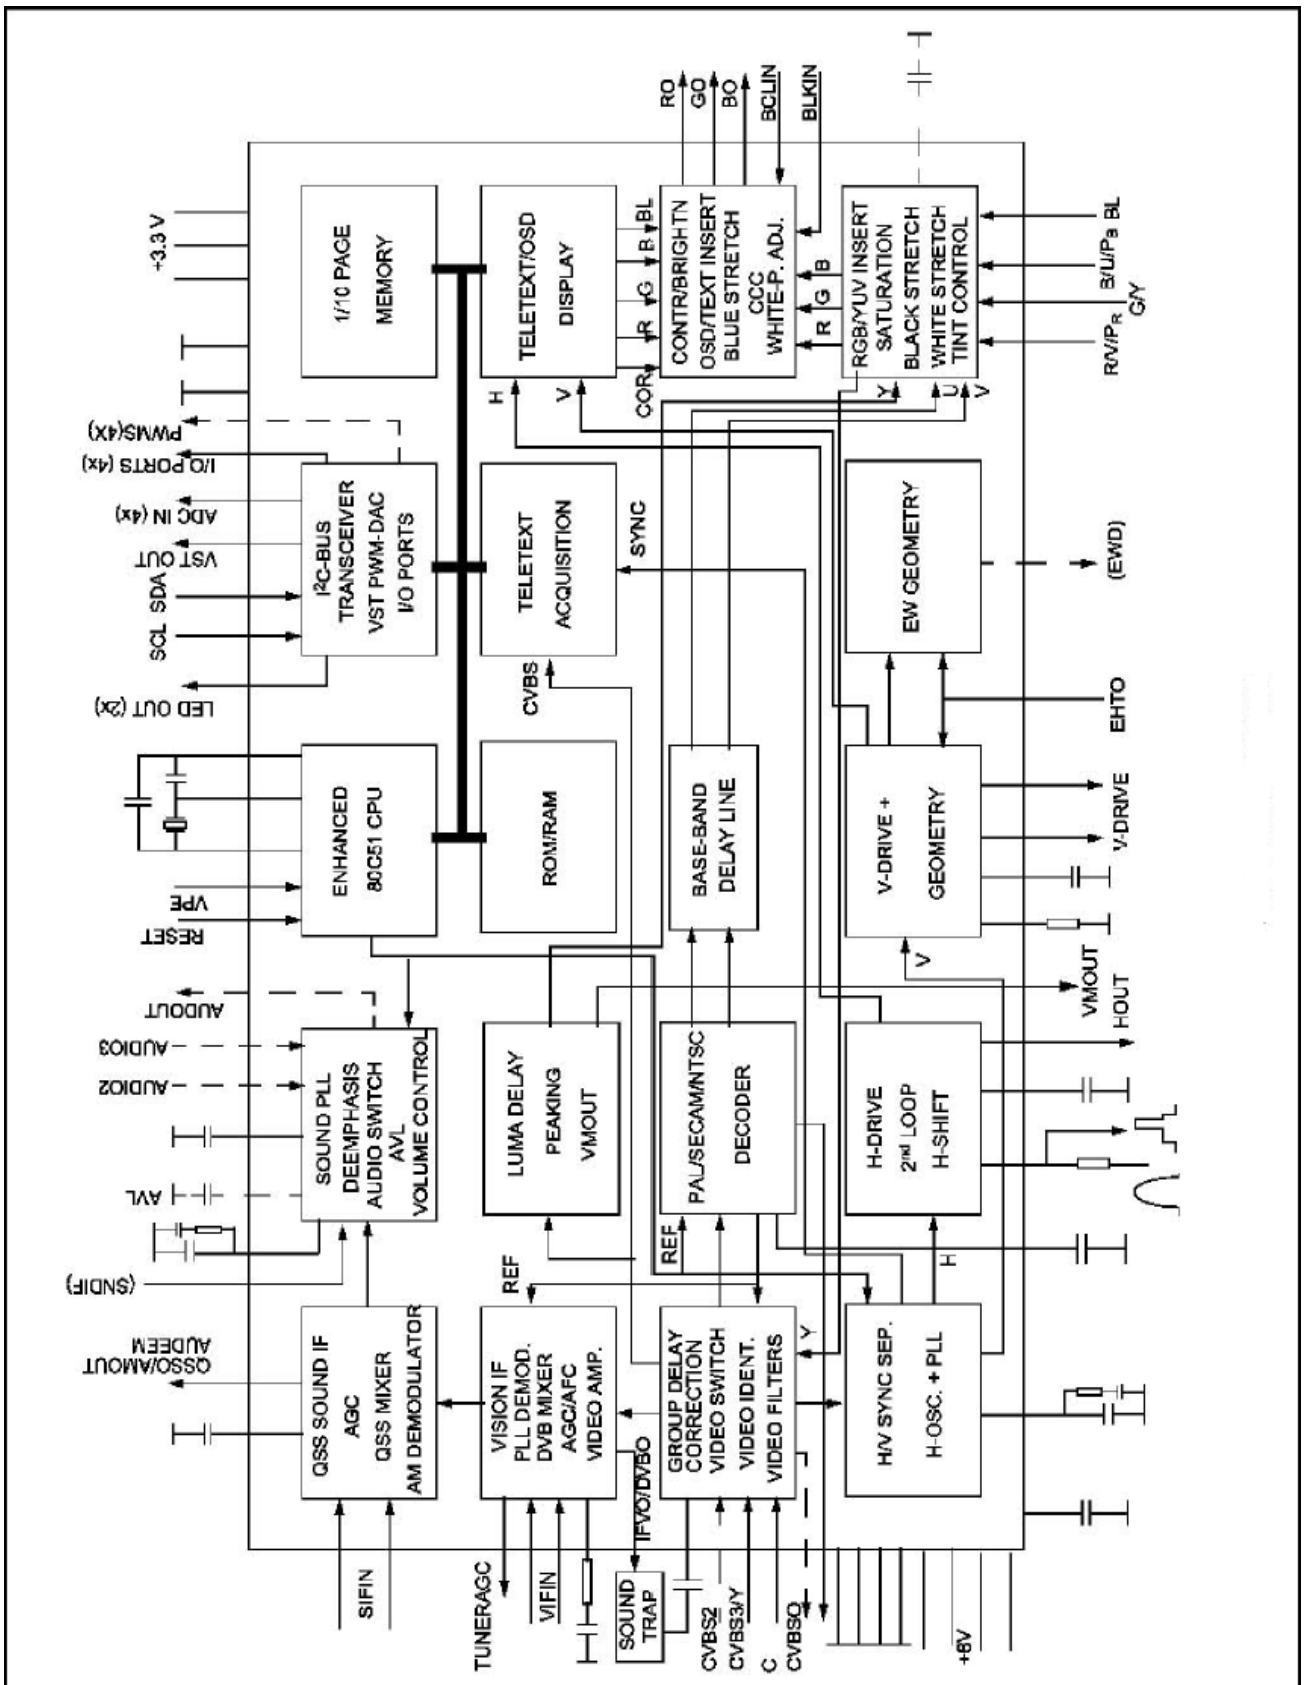 +3.3 V
1/10 PAGE
MEMORY
TELETEXT/OSD
DISPLAY
H
V
COR
R
G
B
BL
CONTR/BRIGHTN
OSD/TEXT INSERT
BLUE STRETCH
CCC
WHITE-P. ADJ.
RO
GO
BO
BCLIN
BLKIN
R
G
B
RGB/YUV INSERT
SATURATION
BLACK STRETCH
WHITE STRETCH
TINT CONTROL
Y
U
V
R/V/PR
G/Y
B/U/PB
BL
PWMS(4X)
I/O PORTS (4x)
ADC IN (4x)
VST OUT
SDA
SCL
LED OUT (2x)
I²C-BUS
TRANSCEIVER
VST PWM-DAC
I/O PORTS
TELETEXT
ACQUISITION
SYNC
CVBS
EW GEOMETRY
(EWD)
EHTO
VPE
RESET
ENHANCED
80C51 CPU
ROM/RAM
BASE-BAND
DELAY LINE
V-DRIVE +
GEOMETRY
V-DRIVE
V
AUDOUT
AUDIO3
AUDIO2
AVL
(SNDIF)
SOUND PLL
DEEMPHASIS
AUDIO SWITCH
AVL
VOLUME CONTROL
LUMA DELAY
PEAKING
VMOUT
PAL/SECAM/NTSC
DECODER
H-DRIVE
2nd LOOP
H-SHIFT
VMOUT
HOUT
REF
REF
H
AUDEEM
QSSO/AMOUT
QSS SOUND IF
AGC
QSS MIXER
AM DEMODULATOR
VISION IF
PLL DEMOD.
DVB MIXER
AGC/AFC
VIDEO AMP.
GROUP DELAY
CORRECTION
VIDEO SWITCH
VIDEO IDENT.
VIDEO FILTERS
Y
H/V SYNC SEP.
H-OSC. + PLL
SIFIN
TUNERAGC
VIFIN
IFVO/DVBO
SOUND
TRAP
CVBS2
CVBS3/Y
C
CVBSO
+8V